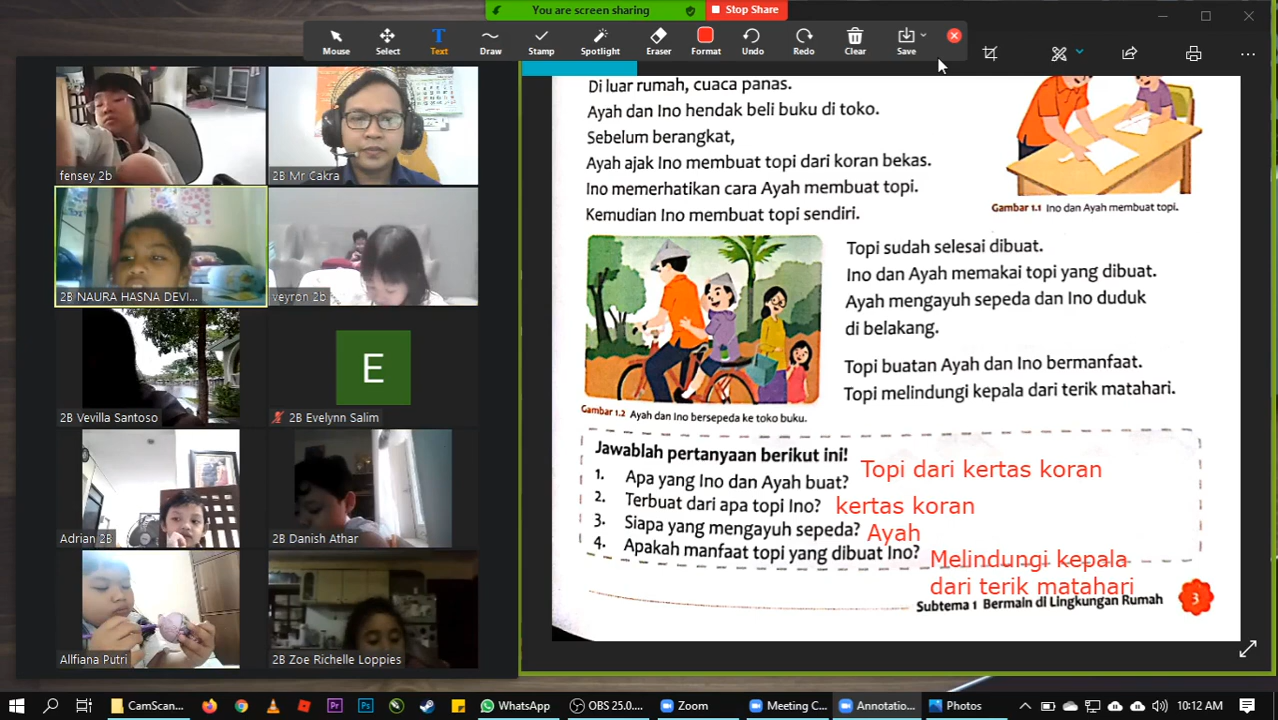 You are screen sharing
Stop Share
Mouse
Select
Text
Draw
Stamp
Spotlight
Eraser
Format
Undo
Redo
Clear
Save
fensey 2b
2B Mr Cakra
2B NAURA HASNA DEVI...
veyron 2b
2B Vevilla Santoso
E
2B Evelynn Salim
Adrian 2B
2B Danish Athar
Allfiana Putri
2B Zoe Richelle Loppies
Di luar rumah, cuaca panas.
Ayah dan Ino hendak beli buku di toko.
Sebelum berangkat,
Ayah ajak Ino membuat topi dari koran bekas.
Ino memerhatikan cara Ayah membuat topi.
Kemudian Ino membuat topi sendiri.
Gambar 1.1 Ino dan Ayah membuat topi.
Topi sudah selesai dibuat.
Ino dan Ayah memakai topi yang dibuat.
Ayah mengayuh sepeda dan Ino duduk
di belakang.
Topi buatan Ayah dan Ino bermanfaat.
Topi melindungi kepala dari terik matahari.
Gambar 1.2 Ayah dan Ino bersepeda ke toko buku.
Jawablah pertanyaan berikut ini!
1. Apa yang Ino dan Ayah buat? Topi dari kertas koran
2. Terbuat dari apa topi Ino? kertas koran
3. Siapa yang mengayuh sepeda? Ayah
4. Apakah manfaat topi yang dibuat Ino? Melindungi kepala
dari terik matahari
Subtema 1 Bermain di Lingkungan Rumah 3
CamScan...
WhatsApp
OBS 25.0....
Zoom
Meeting C...
Annotatio...
Photos
10:12 AM